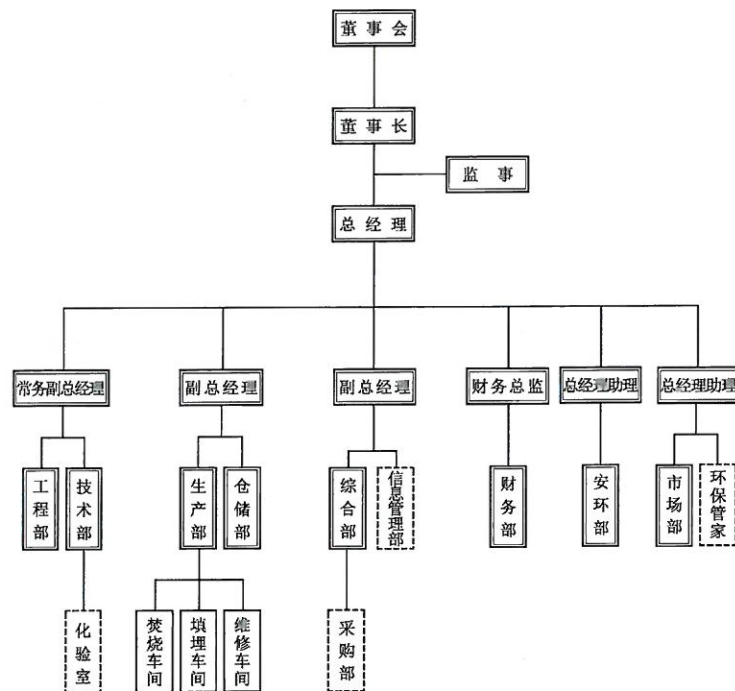 董事会
董事长
监事
总经理
常务副总经理
副总经理
副总经理
财务总监
总经理助理
总经理助理
工程部
技术部
生产部
仓储部
综合部
信息管理部
财务部
安环部
市场部
环保管家
化验室
焚烧车间
填埋车间
维修车间
采购部